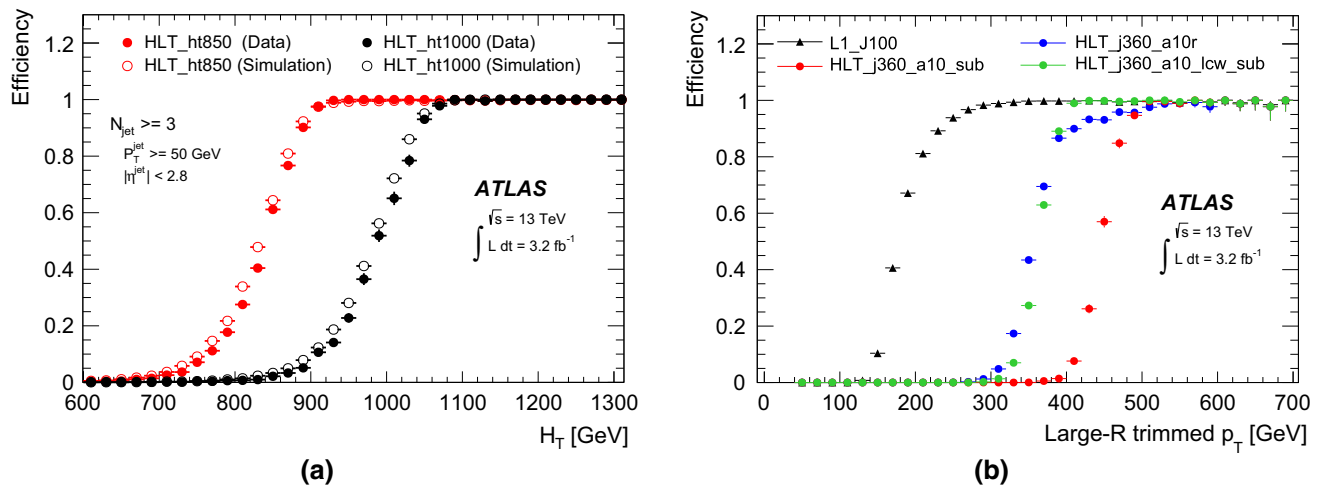 Efficiency
1.2
1
0.8
0.6
0.4
0.2
0
HLT_ht850 (Data)
HLT_ht850 (Simulation)
HLT_ht1000 (Data)
HLT_ht1000 (Simulation)
N_jet >= 3
P_T^jet >= 50 GeV
|η^jet| < 2.8
ATLAS
√s = 13 TeV
∫ L dt = 3.2 fb⁻¹
600 700 800 900 1000 1100 1200 1300
H_T [GeV]
(a)
Efficiency
1.2
1
0.8
0.6
0.4
0.2
0
L1_J100
HLT_j360_a10_sub
HLT_j360_a10r
HLT_j360_a10_lcw_sub
ATLAS
√s = 13 TeV
∫ L dt = 3.2 fb⁻¹
0 100 200 300 400 500 600 700
Large-R trimmed p_T [GeV]
(b)